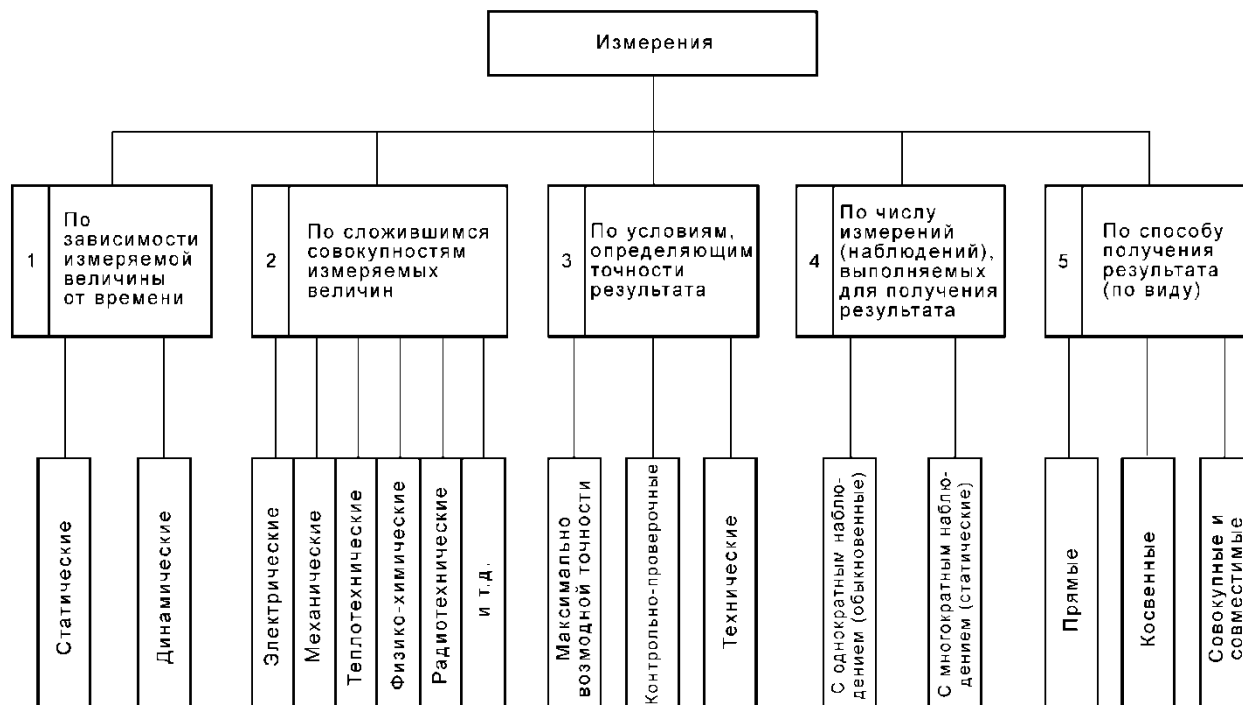 Измерения
1
По
зависимости
измеряемой
величины
от времени
2
По сложившимся
совокупностям
измеряемых
величин
3
По условиям,
определяющим
точности
результата
4
По числу
измерений
(наблюдений),
выполняемых
для получения
результата
5
По способу
получения
результата
(по виду)
Статические
Динамические
Электрические
Механические
Теплотехнические
Физико-химические
Радиотехнические
и т.д.
Максимально
возмодной точности
Контрольно-проверочные
Технические
С однократным наблю-
дением (обыкновенные)
С многократным наблю-
дением (статические)
Прямые
Косвенные
Совокупные и
совместимые